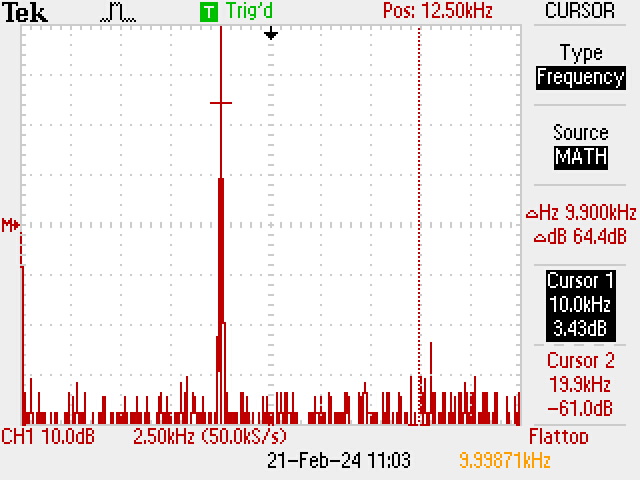 Tek T Trig'd Pos: 12.50kHz CURSOR
Type
Frequency
Source
MATH
M
ΔHz 9.900kHz
ΔdB 64.4dB
Cursor 1
10.0kHz
3.43dB
Cursor 2
19.9kHz
-61.0dB
CH1 10.0dB 2.50kHz (50.0kS/s) Flattop
21-Feb-24 11:03 9.99871kHz